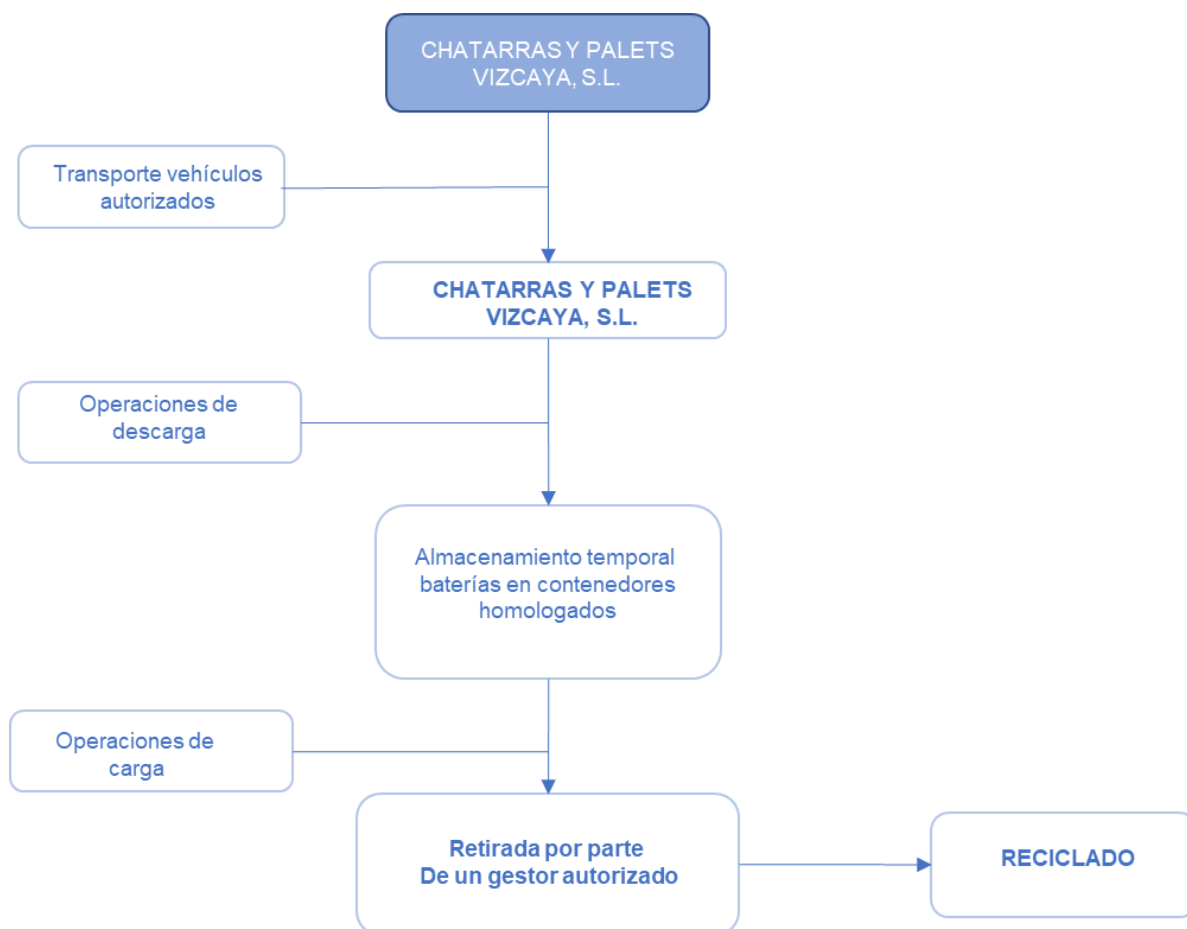 CHATARRAS Y PALETS
VIZCAYA, S.L.
Transporte vehículos
autorizados
CHATARRAS Y PALETS
VIZCAYA, S.L.
Operaciones de
descarga
Almacenamiento temporal
baterías en contenedores
homologados
Operaciones de
carga
Retirada por parte
De un gestor autorizado
RECICLADO